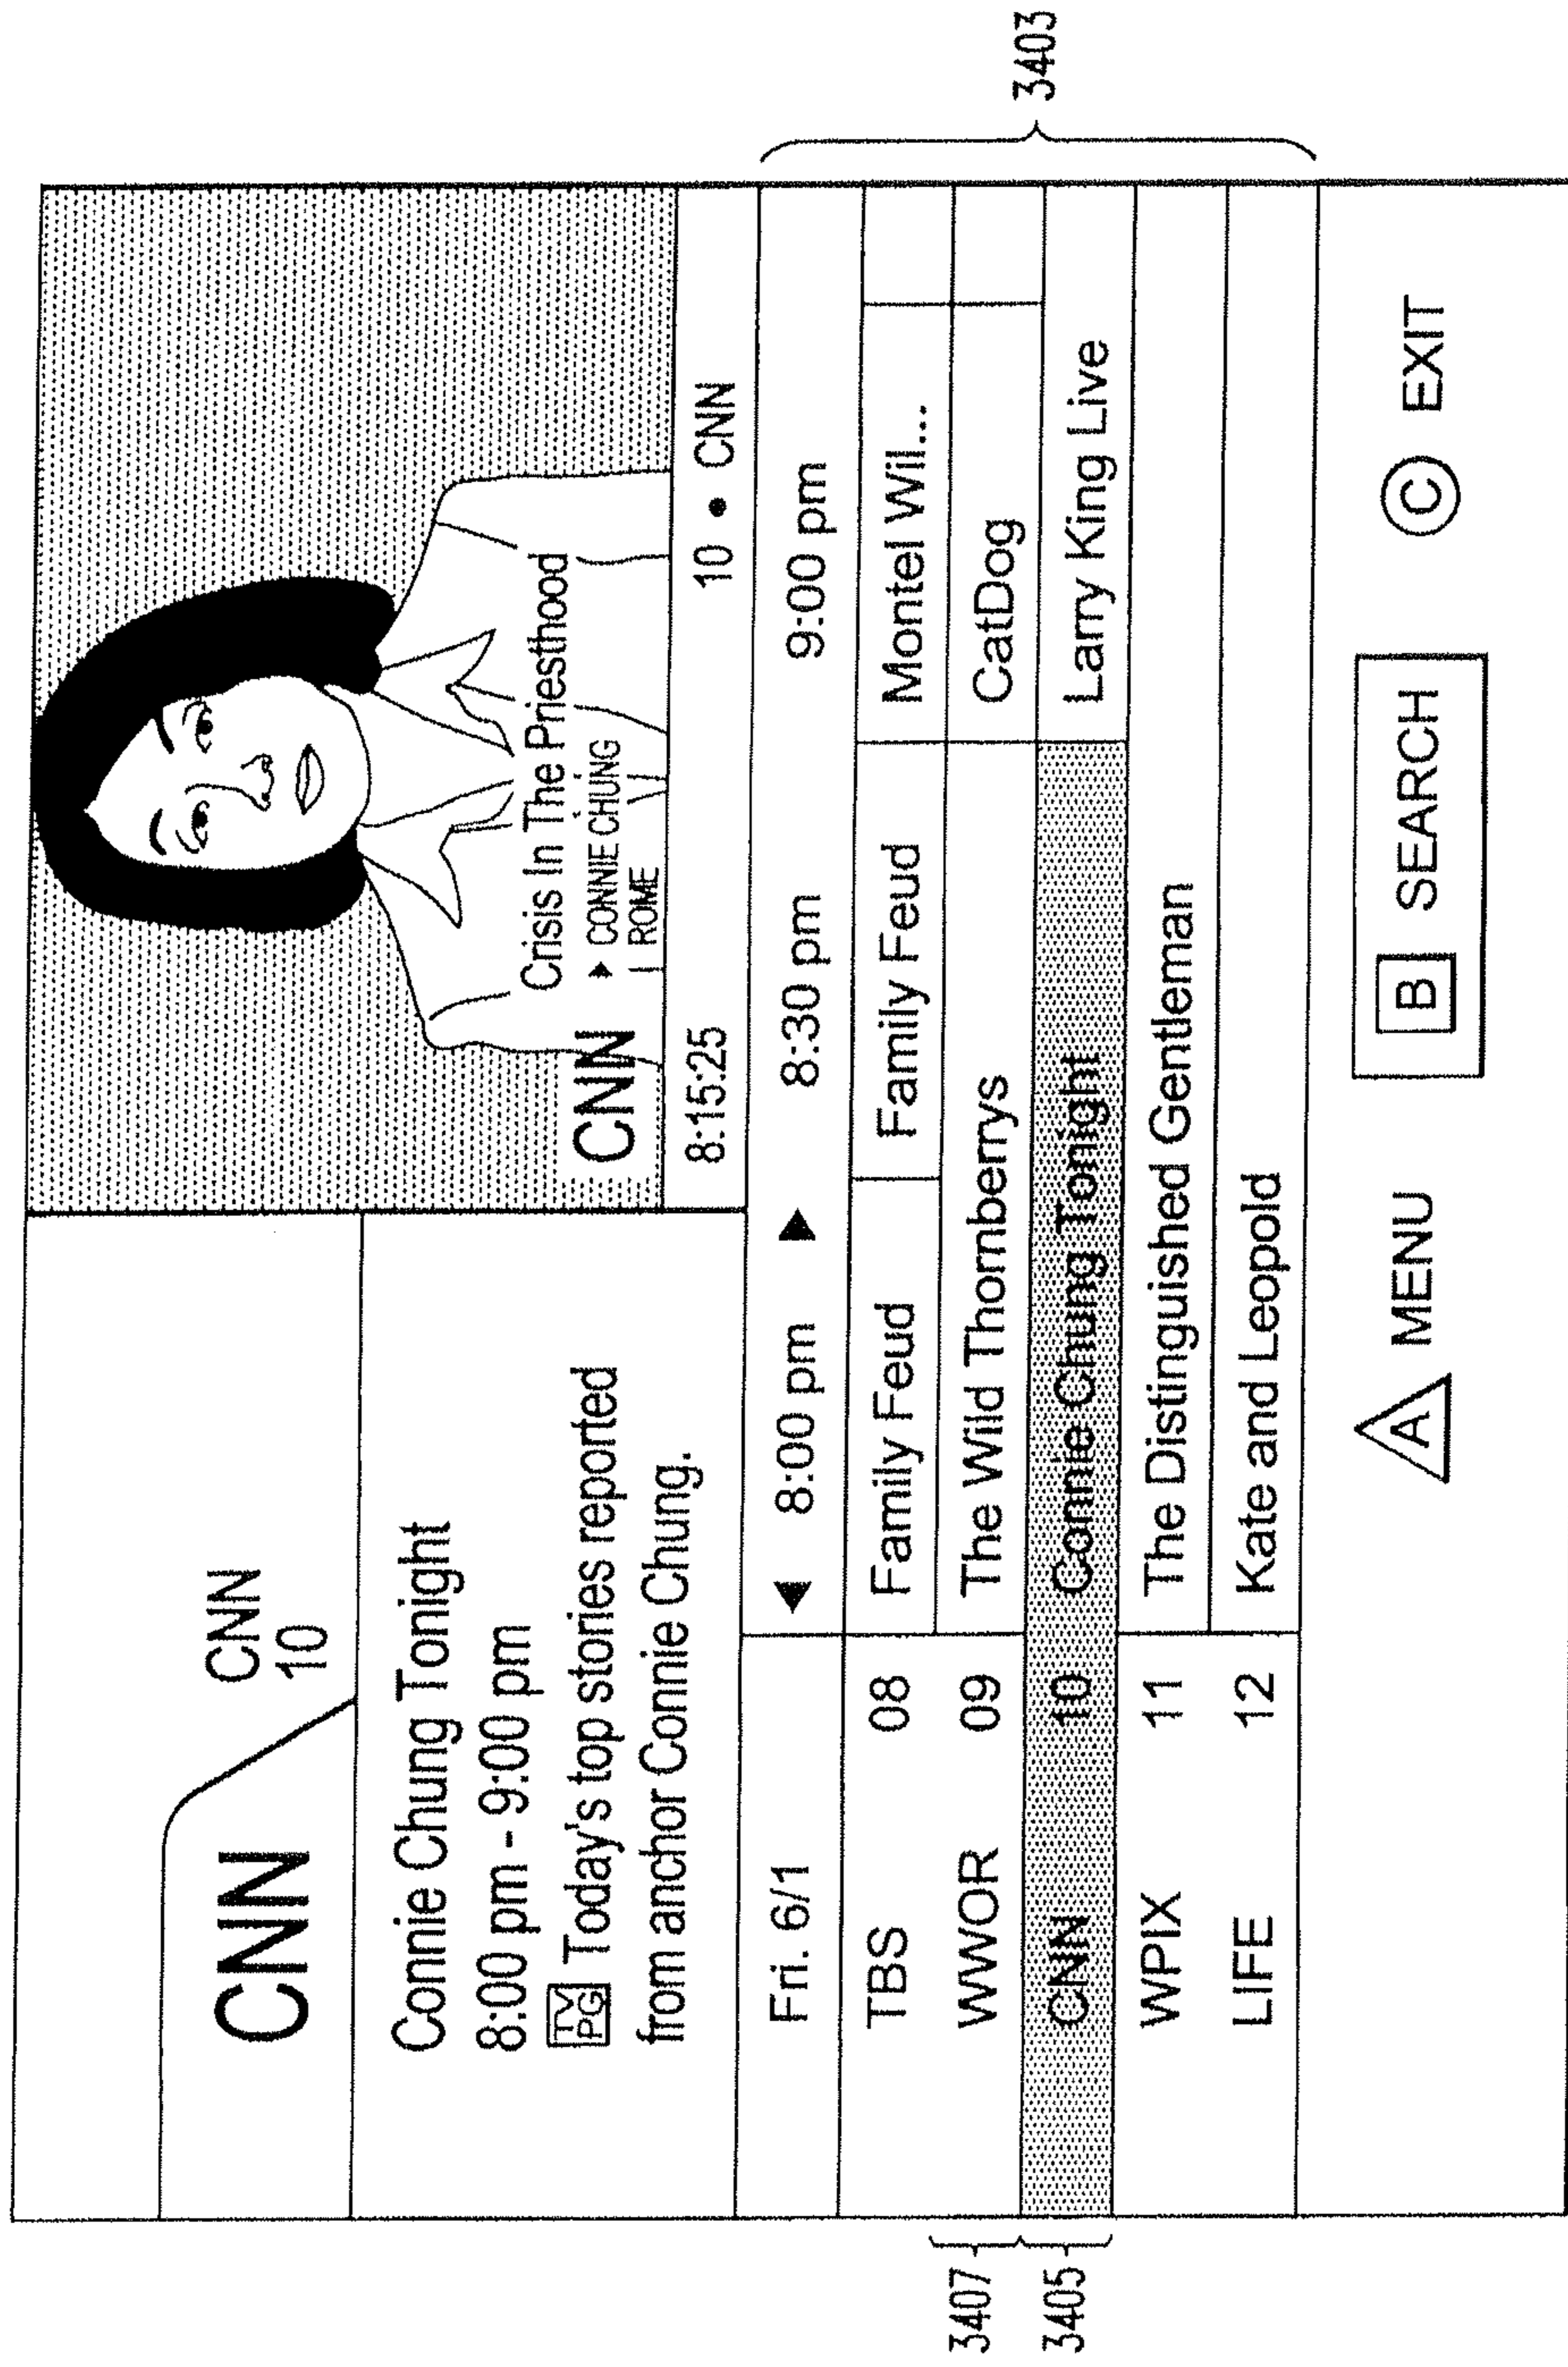 CNN
CNN
10
Connie Chung Tonight
8:00 pm - 9:00 pm
TV PG Today's top stories reported
from anchor Connie Chung.
CNN
Crisis In The Priesthood
CONNIE CHUNG
ROME
8:15:25 10 • CNN
Fri. 6/1 ◀ 8:00 pm ▶ 8:30 pm 9:00 pm
TBS 08 Family Feud Family Feud Montel Wil...
WWOR 09 The Wild Thornberrys CatDog
CNN 10 Connie Chung Tonight Larry King Live
WPIX 11 The Distinguished Gentleman
LIFE 12 Kate and Leopold
A MENU B SEARCH C EXIT
3407
3405
3403